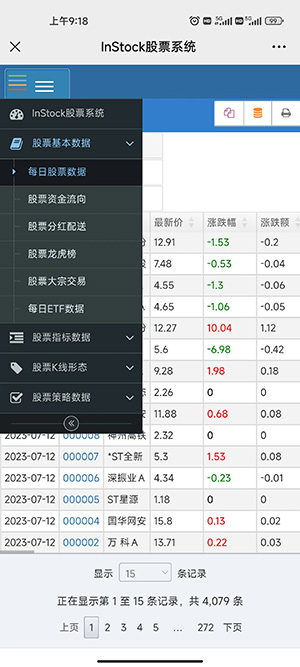 上午9:18
5G
5G
99
InStock股票系统
InStock股票系统
股票基本数据
每日股票数据
股票资金流向
股票分红配送
股票龙虎榜
股票大宗交易
每日ETF数据
股票指标数据
股票K线形态
股票策略数据
最新价 涨跌幅 涨跌额
12.91 -1.53 -0.2
7.48 -0.53 -0.04
4.55 -1.3 -0.06
4.65 -1.06 -0.05
12.27 10.04 1.12
5.6 -6.98 -0.42
9.28 1.98 0.18
2.26 0 0
11.88 0.68 0.08
2023-07-12 000008 神州高铁 2.32 0 0
2023-07-12 000007 *ST全新 5.3 1.53 0.08
2023-07-12 000006 深振业Ａ 4.34 -0.23 -0.01
2023-07-12 000005 ST星源 1.18 0 0
2023-07-12 000004 国华网安 15.8 0.13 0.02
2023-07-12 000002 万 科Ａ 13.71 0.22 0.03
显示 15 条记录
正在显示第 1 至 15 条记录，共 4,079 条
上页 1 2 3 4 5 … 272 下页